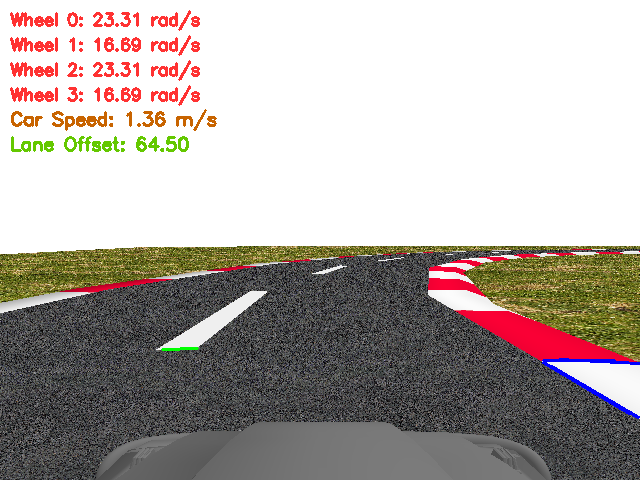 Wheel 0: 23.31 rad/s
Wheel 1: 16.69 rad/s
Wheel 2: 23.31 rad/s
Wheel 3: 16.69 rad/s
Car Speed: 1.36 m/s
Lane Offset: 64.50